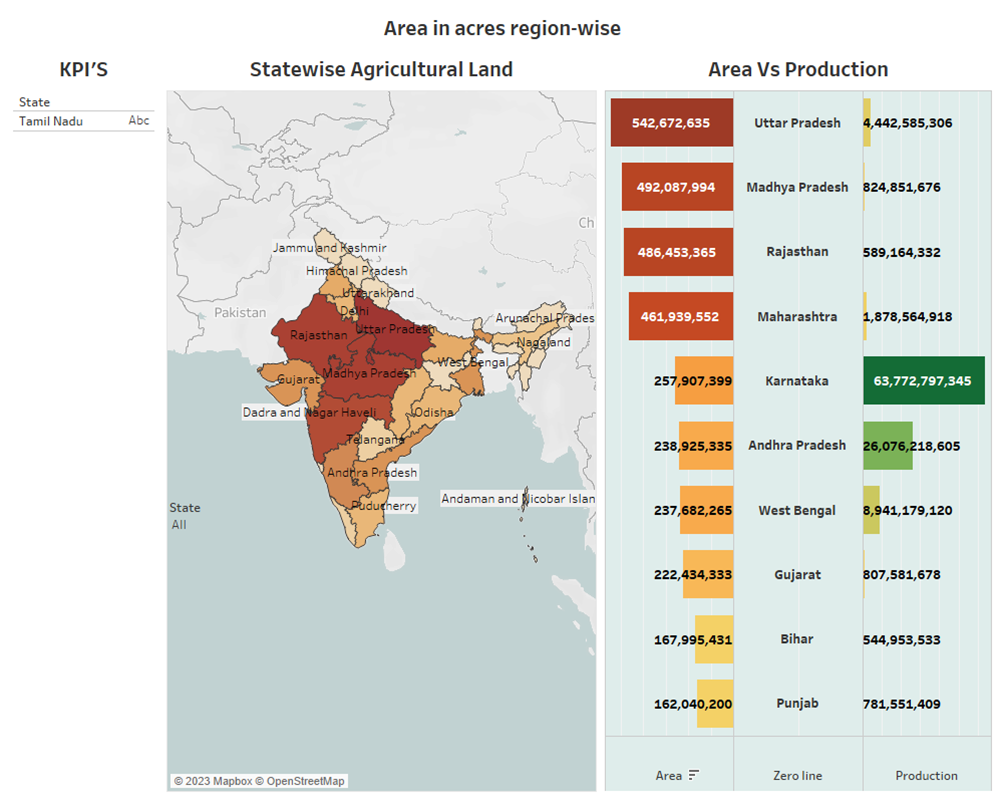 Area in acres region-wise
KPI'S
State
Tamil Nadu Abc
Statewise Agricultural Land
Jammu and Kashmir
Himachal Pradesh
Uttarakhand
Pakistan
Delhi
Arunachal Prades
Rajasthan
Uttar Pradesh
Nagaland
West Bengal
Madhya Pradesh
Gujarat
Dadra and Nagar Haveli
Odisha
Telangana
Andhra Pradesh
Andaman and Nicobar Islan
Puducherry
Ch
State
All
© 2023 Mapbox © OpenStreetMap
Area Vs Production
542,672,635 Uttar Pradesh 4,442,585,306
492,087,994 Madhya Pradesh 824,851,676
486,453,365 Rajasthan 589,164,332
461,939,552 Maharashtra 1,878,564,918
257,907,399 Karnataka 63,772,797,345
238,925,335 Andhra Pradesh 26,076,218,605
237,682,265 West Bengal 8,941,179,120
222,434,333 Gujarat 807,581,678
167,995,431 Bihar 544,953,533
162,040,200 Punjab 781,551,409
Area Zero line Production